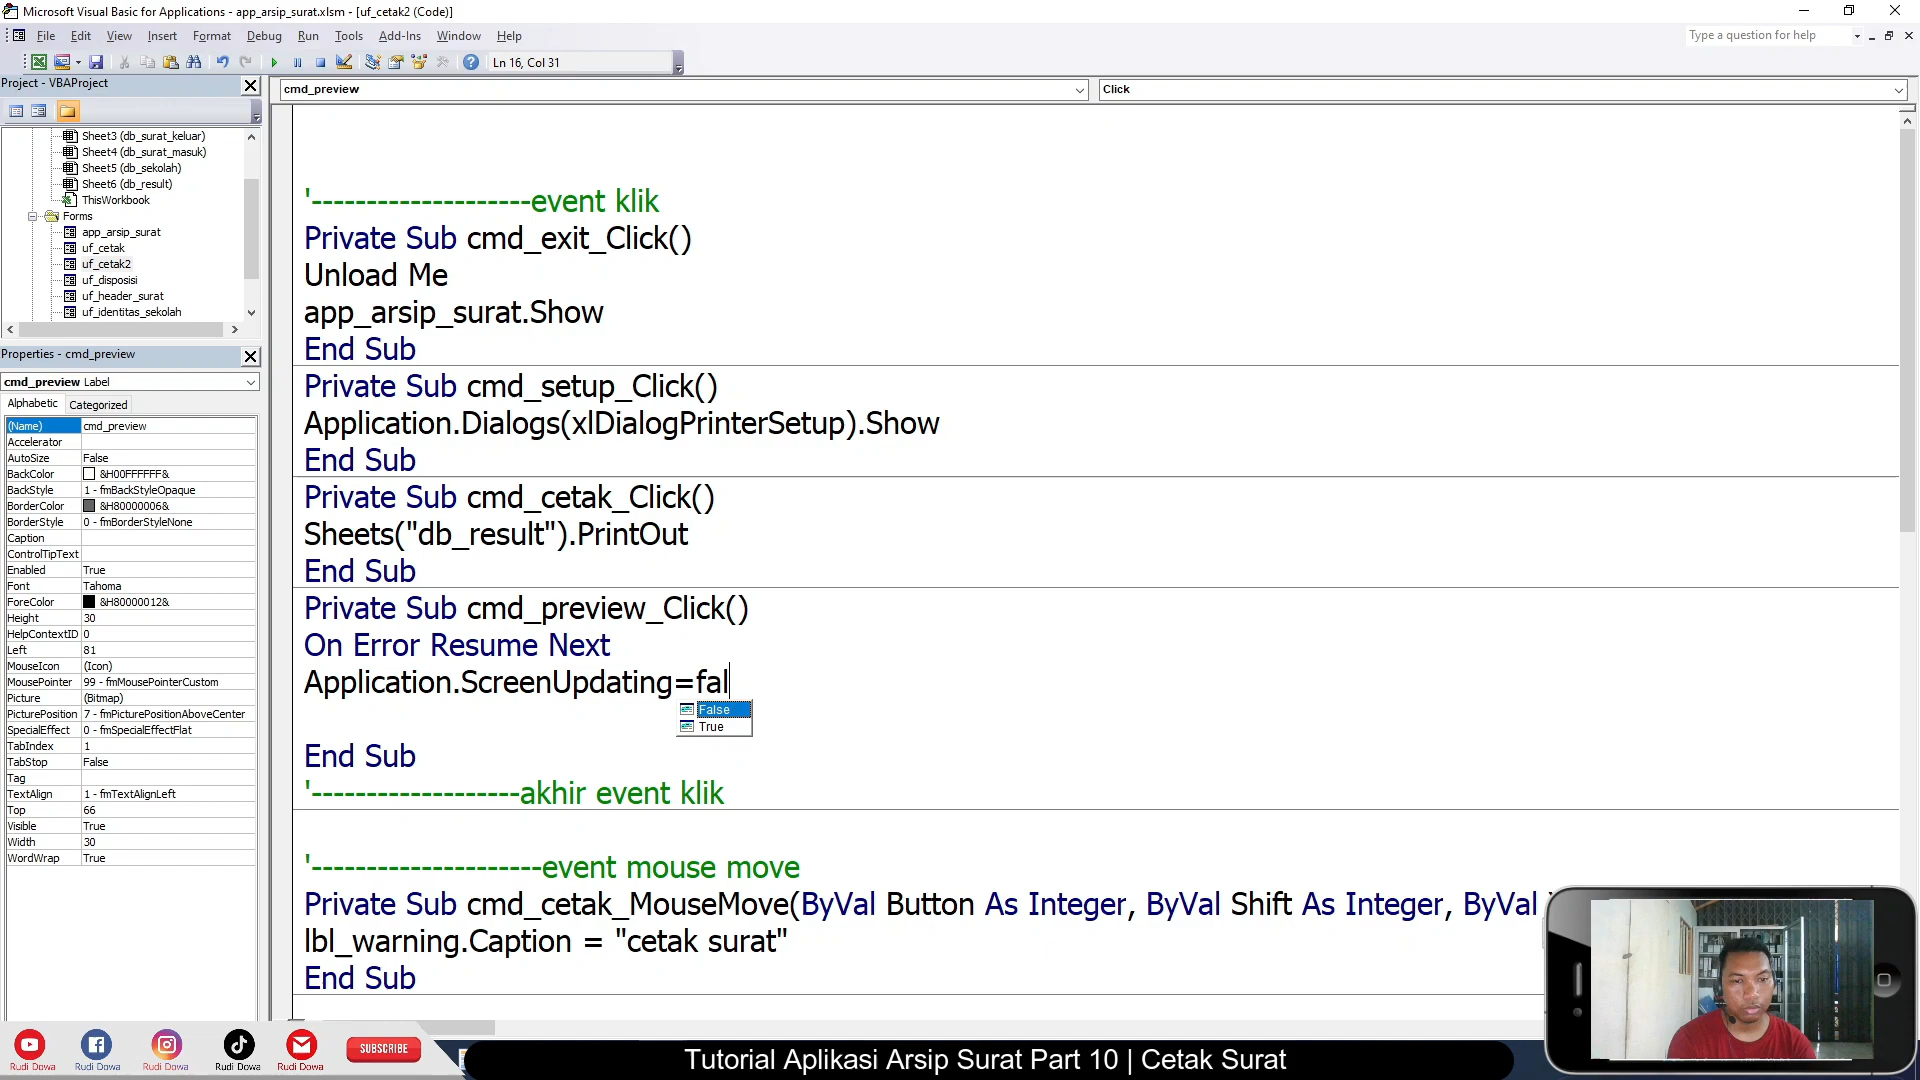 Microsoft Visual Basic for Applications - app_arsip_surat.xlsm - [uf_cetak2 (Code)]
File Edit View Insert Format Debug Run Tools Add-Ins Window Help
Type a question for help
Ln 16, Col 31
Project - VBAProject
cmd_preview
Click
Sheet3 (db_surat_keluar)
Sheet4 (db_surat_masuk)
Sheet5 (db_sekolah)
Sheet6 (db_result)
ThisWorkbook
Forms
app_arsip_surat
uf_cetak
uf_cetak2
uf_disposisi
uf_header_surat
uf_identitas_sekolah
Properties - cmd_preview
cmd_preview Label
Alphabetic Categorized
(Name) cmd_preview
Accelerator
AutoSize False
BackColor &H00FFFFFF&
BackStyle 1 - fmBackStyleOpaque
BorderColor &H80000006&
BorderStyle 0 - fmBorderStyleNone
Caption
ControlTipText
Enabled True
Font Tahoma
ForeColor &H80000012&
Height 30
HelpContextID 0
Left 81
MouseIcon (Icon)
MousePointer 99 - fmMousePointerCustom
Picture (Bitmap)
PicturePosition 7 - fmPicturePositionAboveCenter
SpecialEffect 0 - fmSpecialEffectFlat
TabIndex 1
TabStop False
Tag
TextAlign 1 - fmTextAlignLeft
Top 66
Visible True
Width 30
WordWrap True
'--------------------event klik
Private Sub cmd_exit_Click()
Unload Me
app_arsip_surat.Show
End Sub
Private Sub cmd_setup_Click()
Application.Dialogs(xlDialogPrinterSetup).Show
End Sub
Private Sub cmd_cetak_Click()
Sheets("db_result").PrintOut
End Sub
Private Sub cmd_preview_Click()
On Error Resume Next
Application.ScreenUpdating=fal
False
True
End Sub
'-------------------akhir event klik
'---------------------event mouse move
Private Sub cmd_cetak_MouseMove(ByVal Button As Integer, ByVal Shift As Integer, ByVal
lbl_warning.Caption = "cetak surat"
End Sub
Rudi Dowa
Rudi Dowa
Rudi Dowa
Rudi Dowa
Rudi Dowa
SUBSCRIBE
Tutorial Aplikasi Arsip Surat Part 10 | Cetak Surat